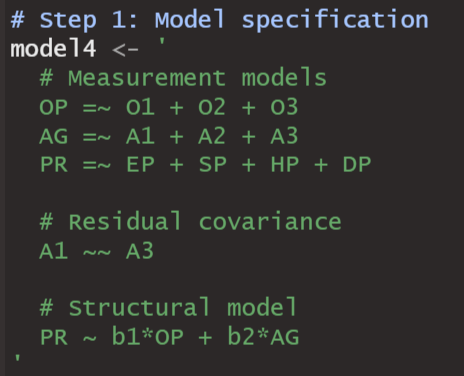 # Step 1: Model specification
model4 <- '
# Measurement models
OP =~ O1 + O2 + O3
AG =~ A1 + A2 + A3
PR =~ EP + SP + HP + DP
# Residual covariance
A1 ~~ A3
# Structural model
PR ~ b1*OP + b2*AG
'